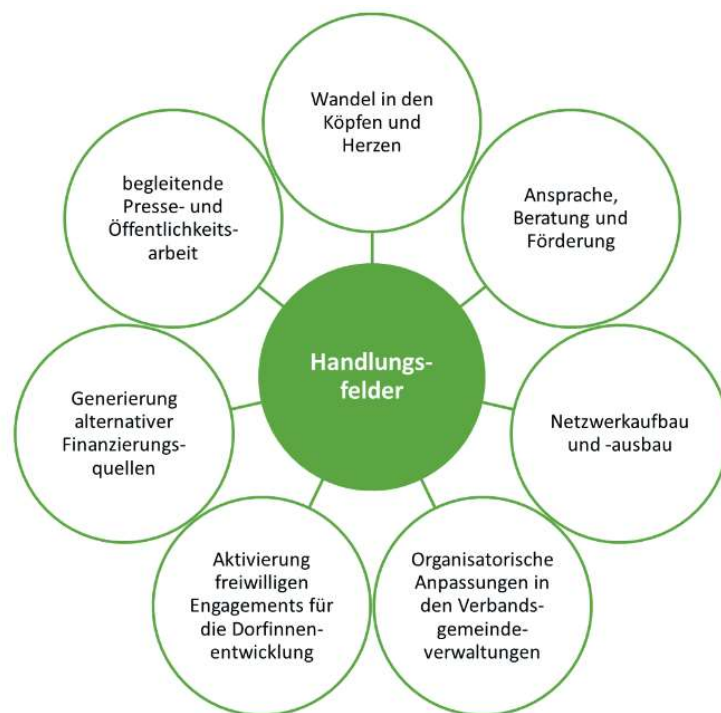 Wandel in den
Köpfen und
Herzen
Ansprache,
Beratung und
Förderung
Netzwerkaufbau
und -ausbau
Organisatorische
Anpassungen in
den Verbands-
gemeinde-
verwaltungen
Aktivierung
freiwilligen
Engagements für
die Dorfinnen-
entwicklung
Generierung
alternativer
Finanzierungs-
quellen
begleitende
Presse- und
Öffentlichkeits-
arbeit
Handlungs-
felder